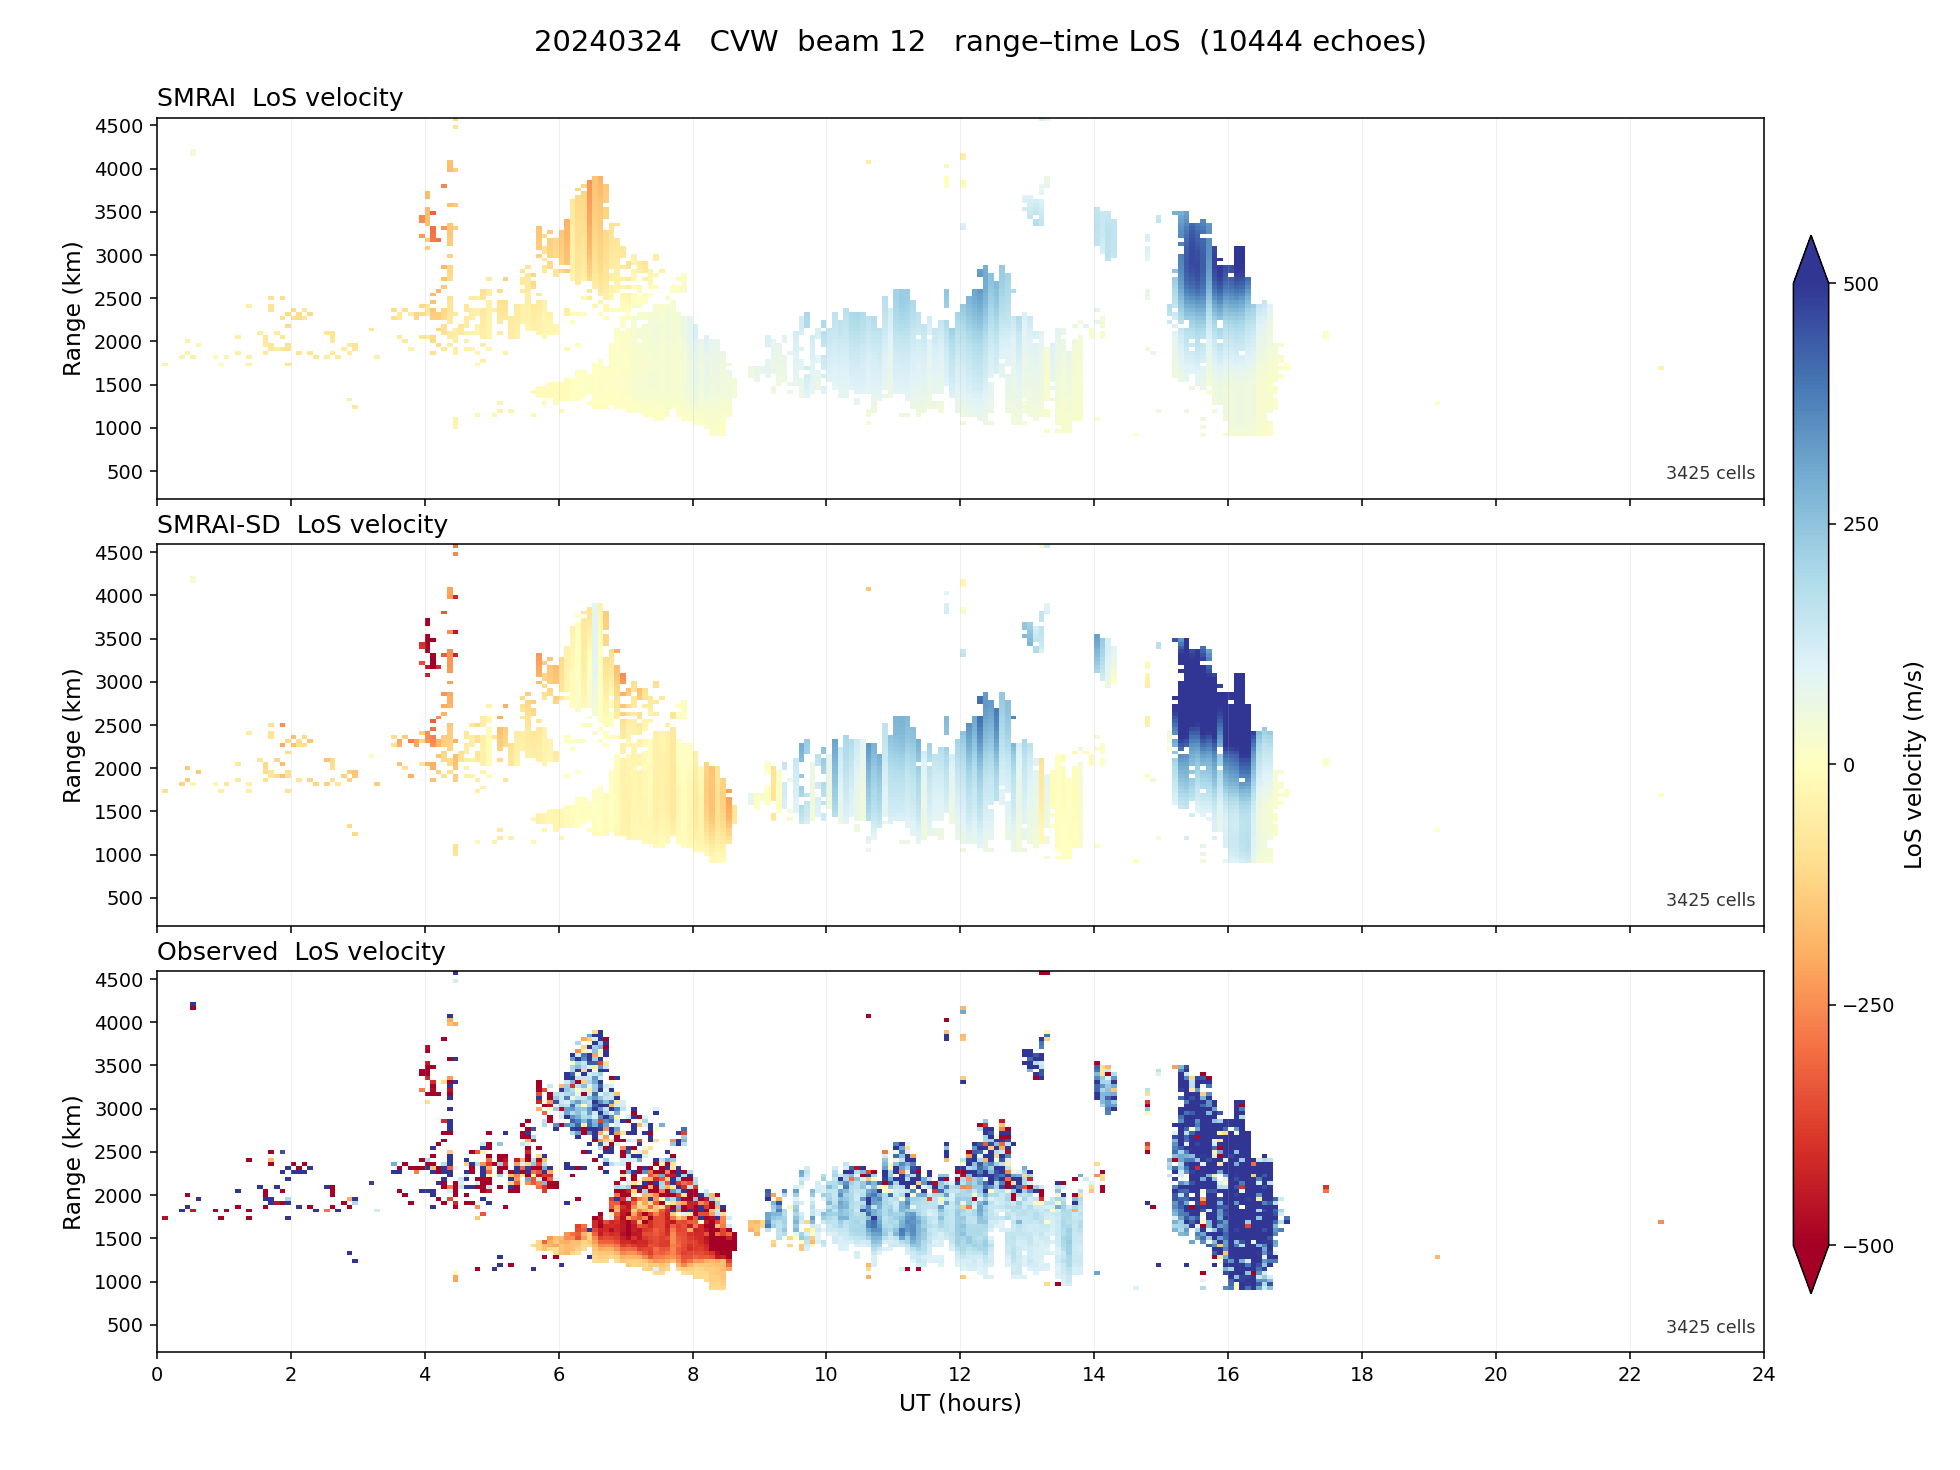 20240324   CVW  beam 12   range–time LoS  (10444 echoes)
SMRAI  LoS velocity
4500
4000
3500
3000
2500
2000
1500
1000
500
Range (km)
3425 cells
SMRAI-SD  LoS velocity
4500
4000
3500
3000
2500
2000
1500
1000
500
Range (km)
3425 cells
Observed  LoS velocity
4500
4000
3500
3000
2500
2000
1500
1000
500
Range (km)
3425 cells
0 2 4 6 8 10 12 14 16 18 20 22 24
UT (hours)
500
250
0
−250
−500
LoS velocity (m/s)